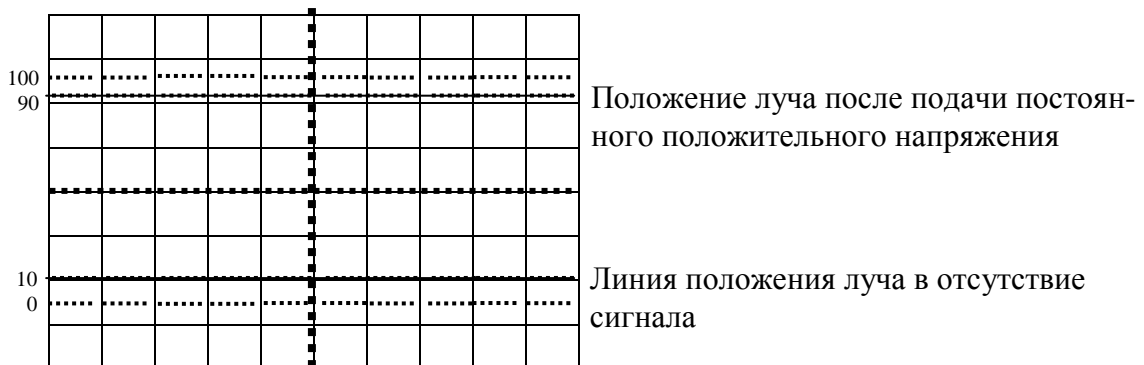 100
90
Положение луча после подачи постоян-
ного положительного напряжения
10
0
Линия положения луча в отсутствие
сигнала